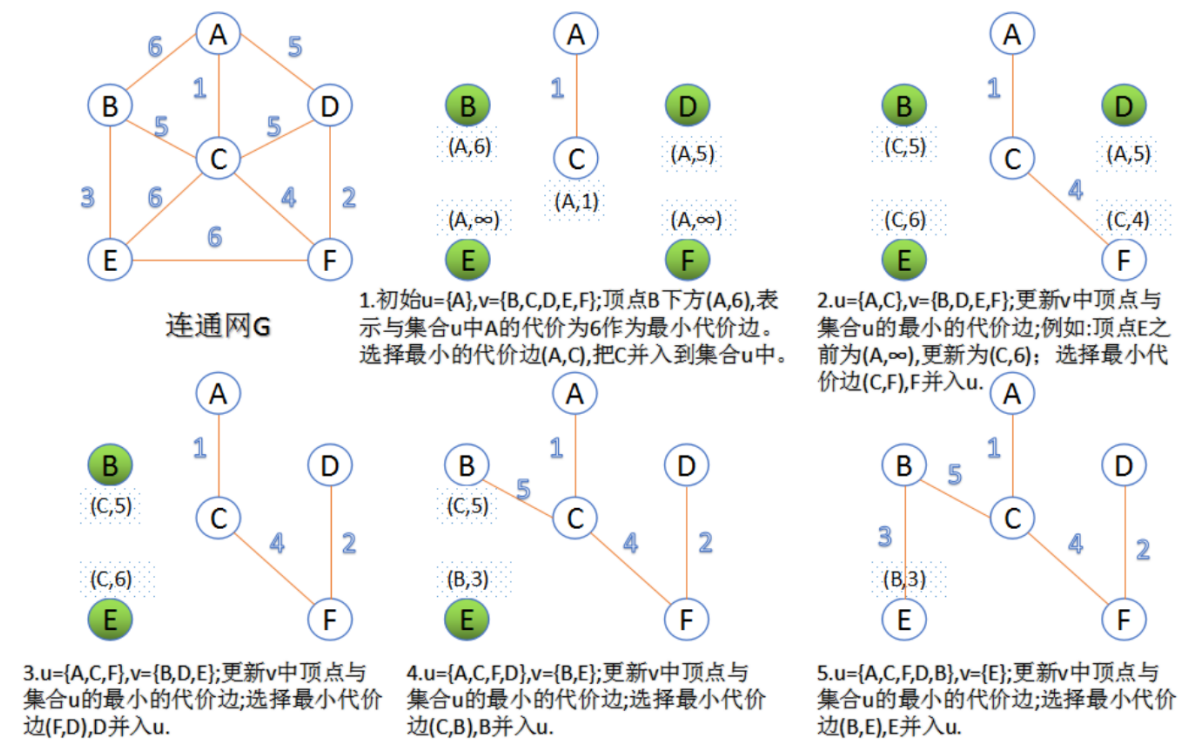 A
6
5
1
B
D
5
5
C
3
6
4
2
6
E
F
连通网G
A
1
B
D
(A,6)
C
(A,5)
(A,1)
(A,∞)
(A,∞)
E
F
1.初始u={A},v={B,C,D,E,F};顶点B下方(A,6),表
示与集合u中A的代价为6作为最小代价边。
选择最小的代价边(A,C),把C并入到集合u中。
A
1
B
D
(C,5)
C
(A,5)
4
(C,6)
(C,4)
E
F
2.u={A,C},v={B,D,E,F};更新v中顶点与
集合u的最小的代价边;例如:顶点E之
前为(A,∞),更新为(C,6)；选择最小代
价边(C,F),F并入u.
A
1
B
D
(C,5)
C
4
2
(C,6)
E
F
3.u={A,C,F},v={B,D,E};更新v中顶点与
集合u的最小的代价边;选择最小代价
边(F,D),D并入u.
A
1
B
D
5
(C,5)
C
4
2
(B,3)
E
F
4.u={A,C,F,D},v={B,E};更新v中顶点与
集合u的最小的代价边;选择最小代价
边(C,B),B并入u.
A
1
B
5
D
C
3
4
2
(B,3)
E
F
5.u={A,C,F,D,B},v={E};更新v中顶点与
集合u的最小的代价边;选择最小代价
边(B,E),E并入u.